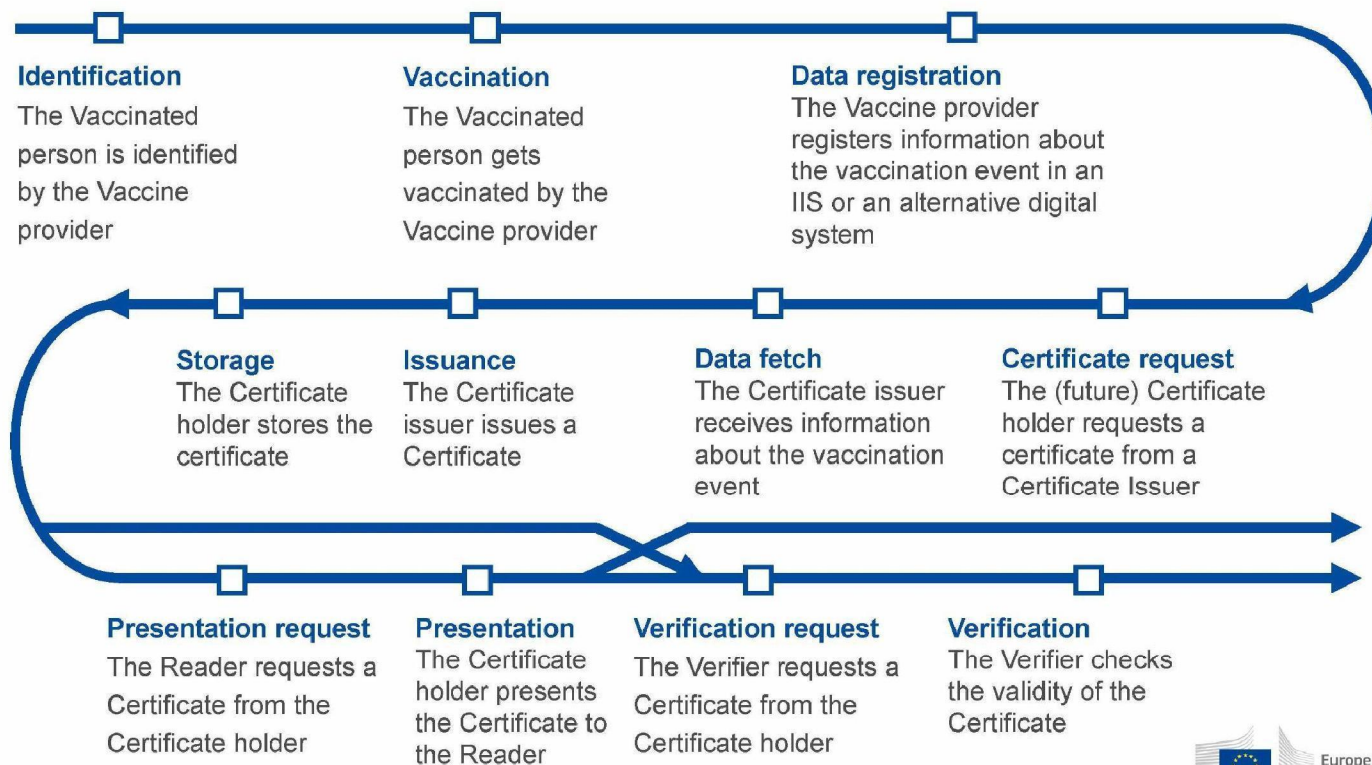 Identification
The Vaccinated
person is identified
by the Vaccine
provider
Vaccination
The Vaccinated
person gets
vaccinated by the
Vaccine provider
Data registration
The Vaccine provider
registers information about
the vaccination event in an
IIS or an alternative digital
system
Storage
The Certificate
holder stores the
certificate
Issuance
The Certificate
issuer issues a
Certificate
Data fetch
The Certificate issuer
receives information
about the vaccination
event
Certificate request
The (future) Certificate
holder requests a
certificate from a
Certificate Issuer
Presentation request
The Reader requests a
Certificate from the
Certificate holder
Presentation
The Certificate
holder presents
the Certificate to
the Reader
Verification request
The Verifier requests a
Certificate from the
Certificate holder
Verification
The Verifier checks
the validity of the
Certificate
Europe